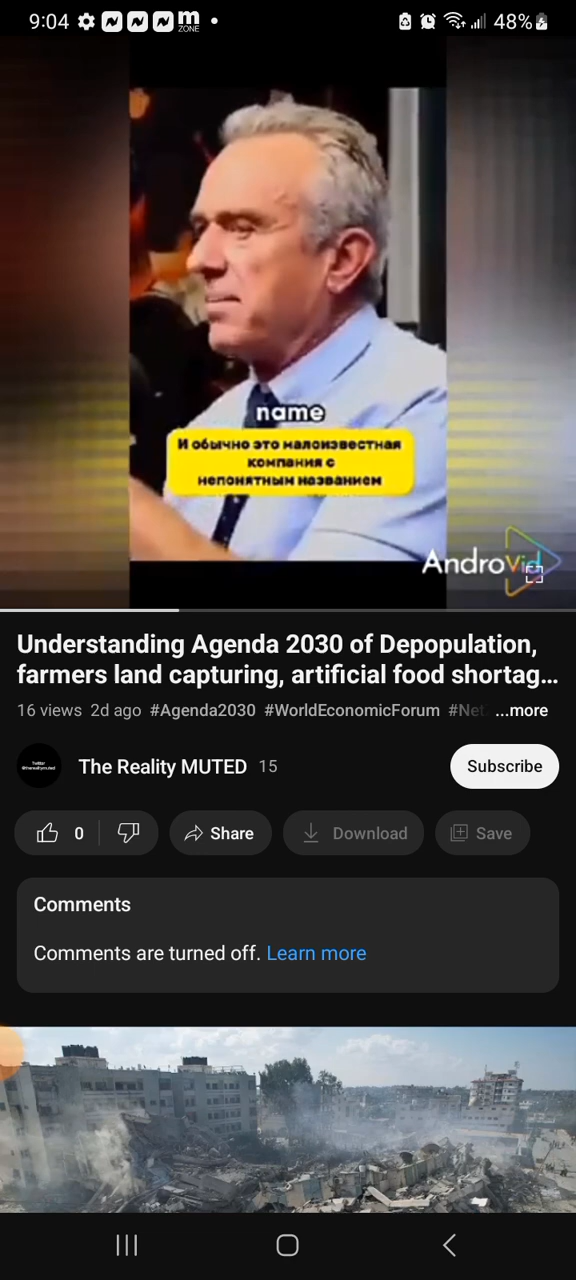 9:04
m
ZONE
48%
name
И обычно это малоизвестная
компания с
непонятным названием
AndroVid
Understanding Agenda 2030 of Depopulation,
farmers land capturing, artificial food shortag...
16 views 2d ago #Agenda2030 #WorldEconomicForum #Net ...more
The Reality MUTED 15
Subscribe
0
Share
Download
Save
Comments
Comments are turned off. Learn more